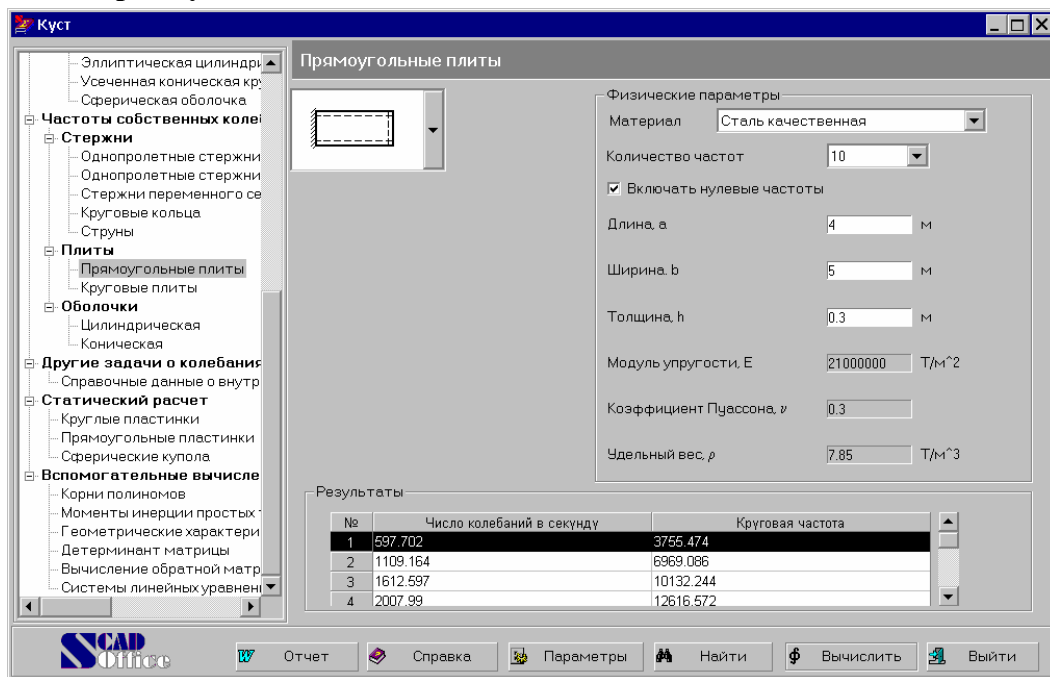 Куст
Эллиптическая цилиндр
Усеченная коническая кр
Сферическая оболочка
Частоты собственных коле
Стержни
Однопролетные стержни
Однопролетные стержни
Стержни переменного се
Круговые кольца
Струны
Плиты
Прямоугольные плиты
Круговые плиты
Оболочки
Цилиндрическая
Коническая
Другие задачи о колебания
Справочные данные о внутр
Статический расчет
Круглые пластинки
Прямоугольные пластинки
Сферические купола
Вспомогательные вычисле
Корни полиномов
Моменты инерции простых
Геометрические характери
Детерминант матрицы
Вычисление обратной матр
Системы линейных уравнен
Прямоугольные плиты
Физические параметры
Материал Сталь качественная
Количество частот 10
Включать нулевые частоты
Длина, a 4 м
Ширина. b 5 м
Толщина, h 0.3 м
Модуль упругости, E 21000000 Т/м^2
Коэффициент Пуассона, ν 0.3
Удельный вес, ρ 7.85 Т/м^3
Результаты
№ Число колебаний в секунду Круговая частота
1 597.702 3755.474
2 1109.164 6969.086
3 1612.597 10132.244
4 2007.99 12616.572
SCAD Office
Отчет Справка Параметры Найти Вычислить Выйти